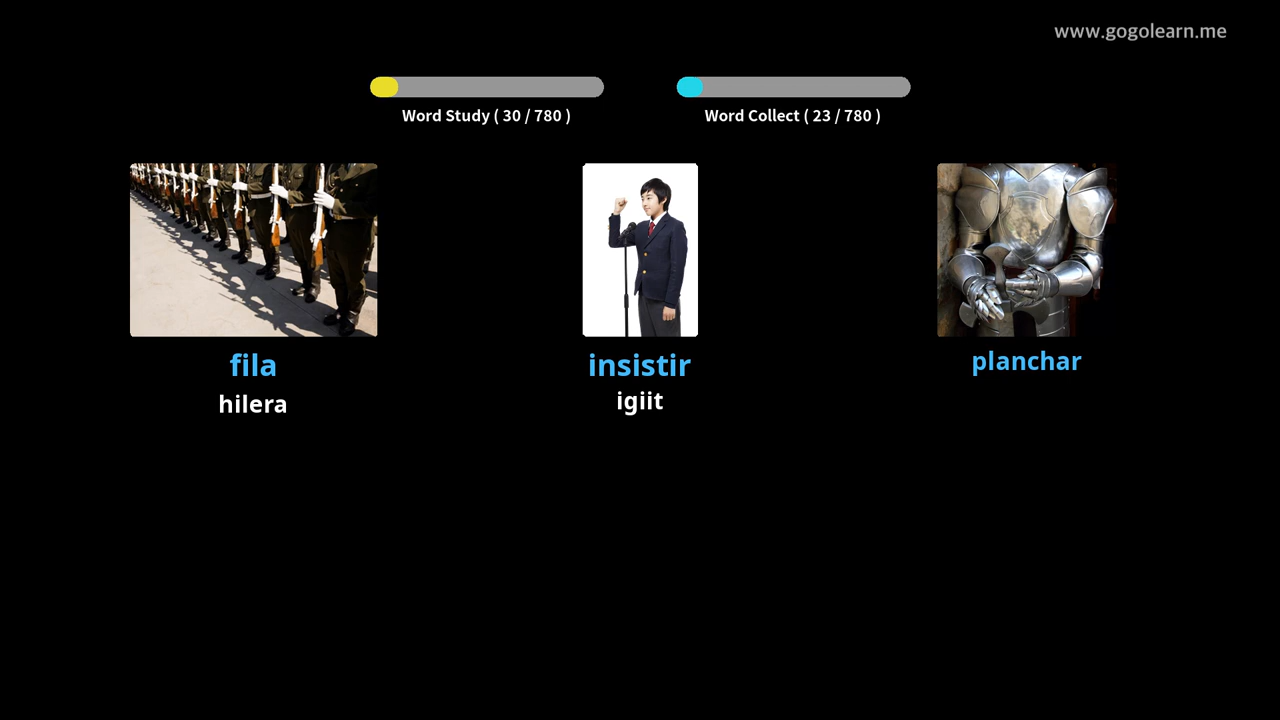 www.gogolearn.me
Word Study ( 30 / 780 )
Word Collect ( 23 / 780 )
fila
hilera
insistir
igiit
planchar